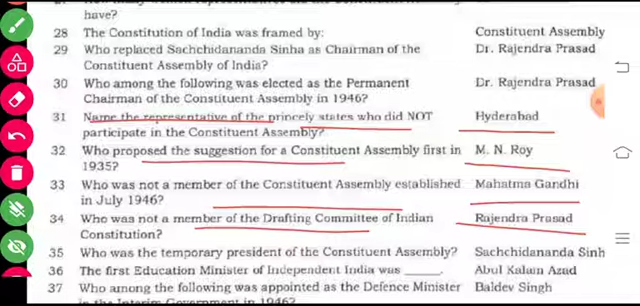 have?
28 The Constitution of India was framed by: Constituent Assembly
29 Who replaced Sachchidananda Sinha as Chairman of the Dr. Rajendra Prasad
Constituent Assembly of India?
30 Who among the following was elected as the Permanent Dr. Rajendra Prasad
Chairman of the Constituent Assembly in 1946?
31 Name the representative of the princely states who did NOT Hyderabad
participate in the Constituent Assembly?
32 Who proposed the suggestion for a Constituent Assembly first in M. N. Roy
1935?
33 Who was not a member of the Constituent Assembly established Mahatma Gandhi
in July 1946?
34 Who was not a member of the Drafting Committee of Indian Rajendra Prasad
Constitution?
35 Who was the temporary president of the Constituent Assembly? Sachchidananda Sinh
36 The first Education Minister of Independent India was ____. Abul Kalam Azad
37 Who among the following was appointed as the Defence Minister Baldev Singh
in the Interim Government in 1946?